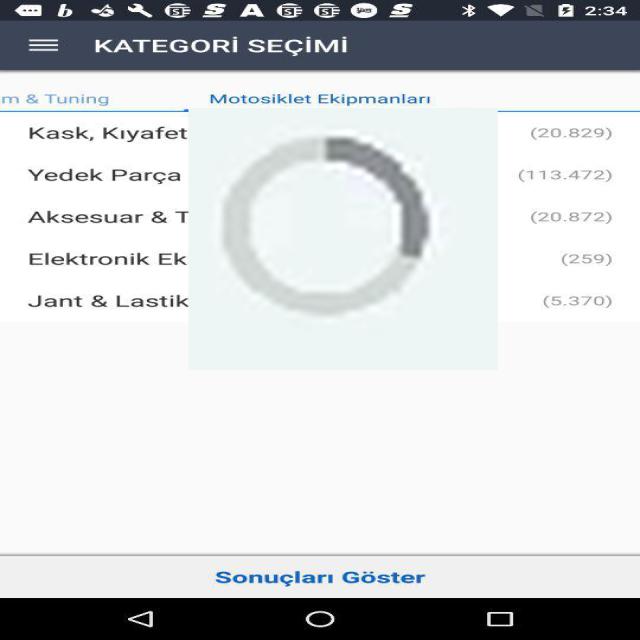 2:34
KATEGORİ SEÇİMİ
m & Tuning
Motosiklet Ekipmanları
Kask, Kıyafet (20.829)
Yedek Parça (113.472)
Aksesuar & T (20.872)
Elektronik Ek (259)
Jant & Lastik (5.370)
Sonuçları Göster